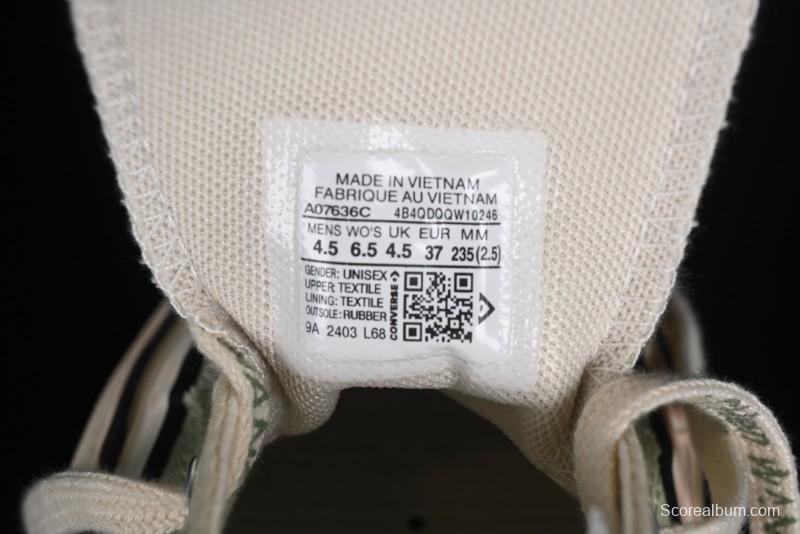 MADE IN VIETNAM
FABRIQUE AU VIETNAM
A07636C 4B4QDQQW10246
MENS WO'S UK EUR MM
4.5 6.5 4.5 37 235(2.5)
GENDER: UNISEX
UPPER: TEXTILE
LINING: TEXTILE
OUTSOLE: RUBBER
9A 2403 L68
CONVERSE
Scorealbum.com